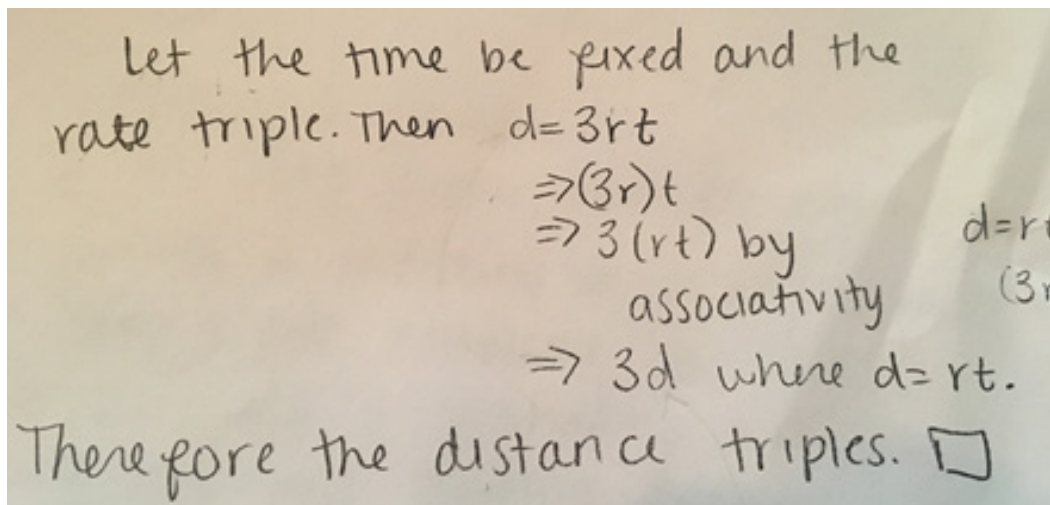 Let the time be fixed and the
rate triple. Then d=3rt
⇒(3r)t
⇒ 3(rt) by
associativity
d=r
(3
⇒ 3d where d=rt.
Therefore the distance triples. □